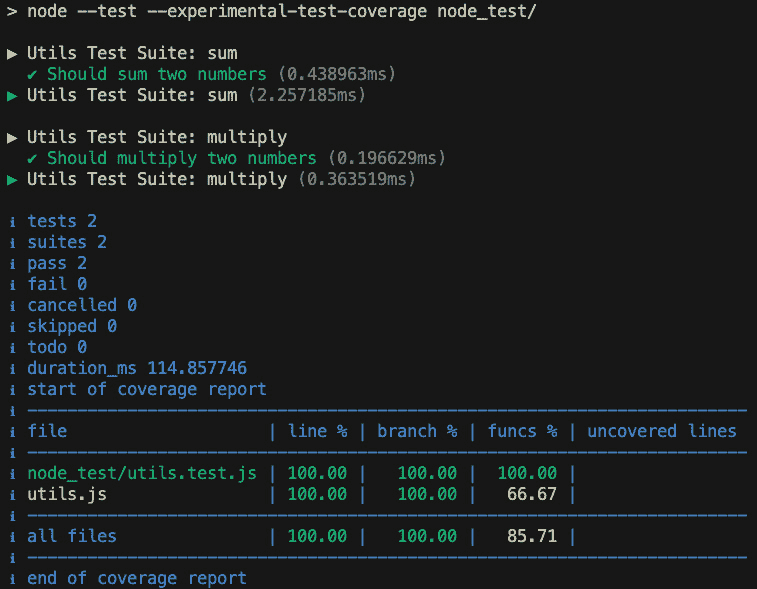 > node --test --experimental-test-coverage node_test/
▶ Utils Test Suite: sum
✔ Should sum two numbers (0.438963ms)
▶ Utils Test Suite: sum (2.257185ms)
▶ Utils Test Suite: multiply
✔ Should multiply two numbers (0.196629ms)
▶ Utils Test Suite: multiply (0.363519ms)
ℹ tests 2
ℹ suites 2
ℹ pass 2
ℹ fail 0
ℹ cancelled 0
ℹ skipped 0
ℹ todo 0
ℹ duration_ms 114.857746
ℹ start of coverage report
ℹ ------------------------------------------------------------------------
ℹ file | line % | branch % | funcs % | uncovered lines
ℹ ------------------------------------------------------------------------
ℹ node_test/utils.test.js | 100.00 | 100.00 | 100.00 |
ℹ utils.js | 100.00 | 100.00 | 66.67 |
ℹ ------------------------------------------------------------------------
ℹ all files | 100.00 | 100.00 | 85.71 |
ℹ ------------------------------------------------------------------------
ℹ end of coverage report